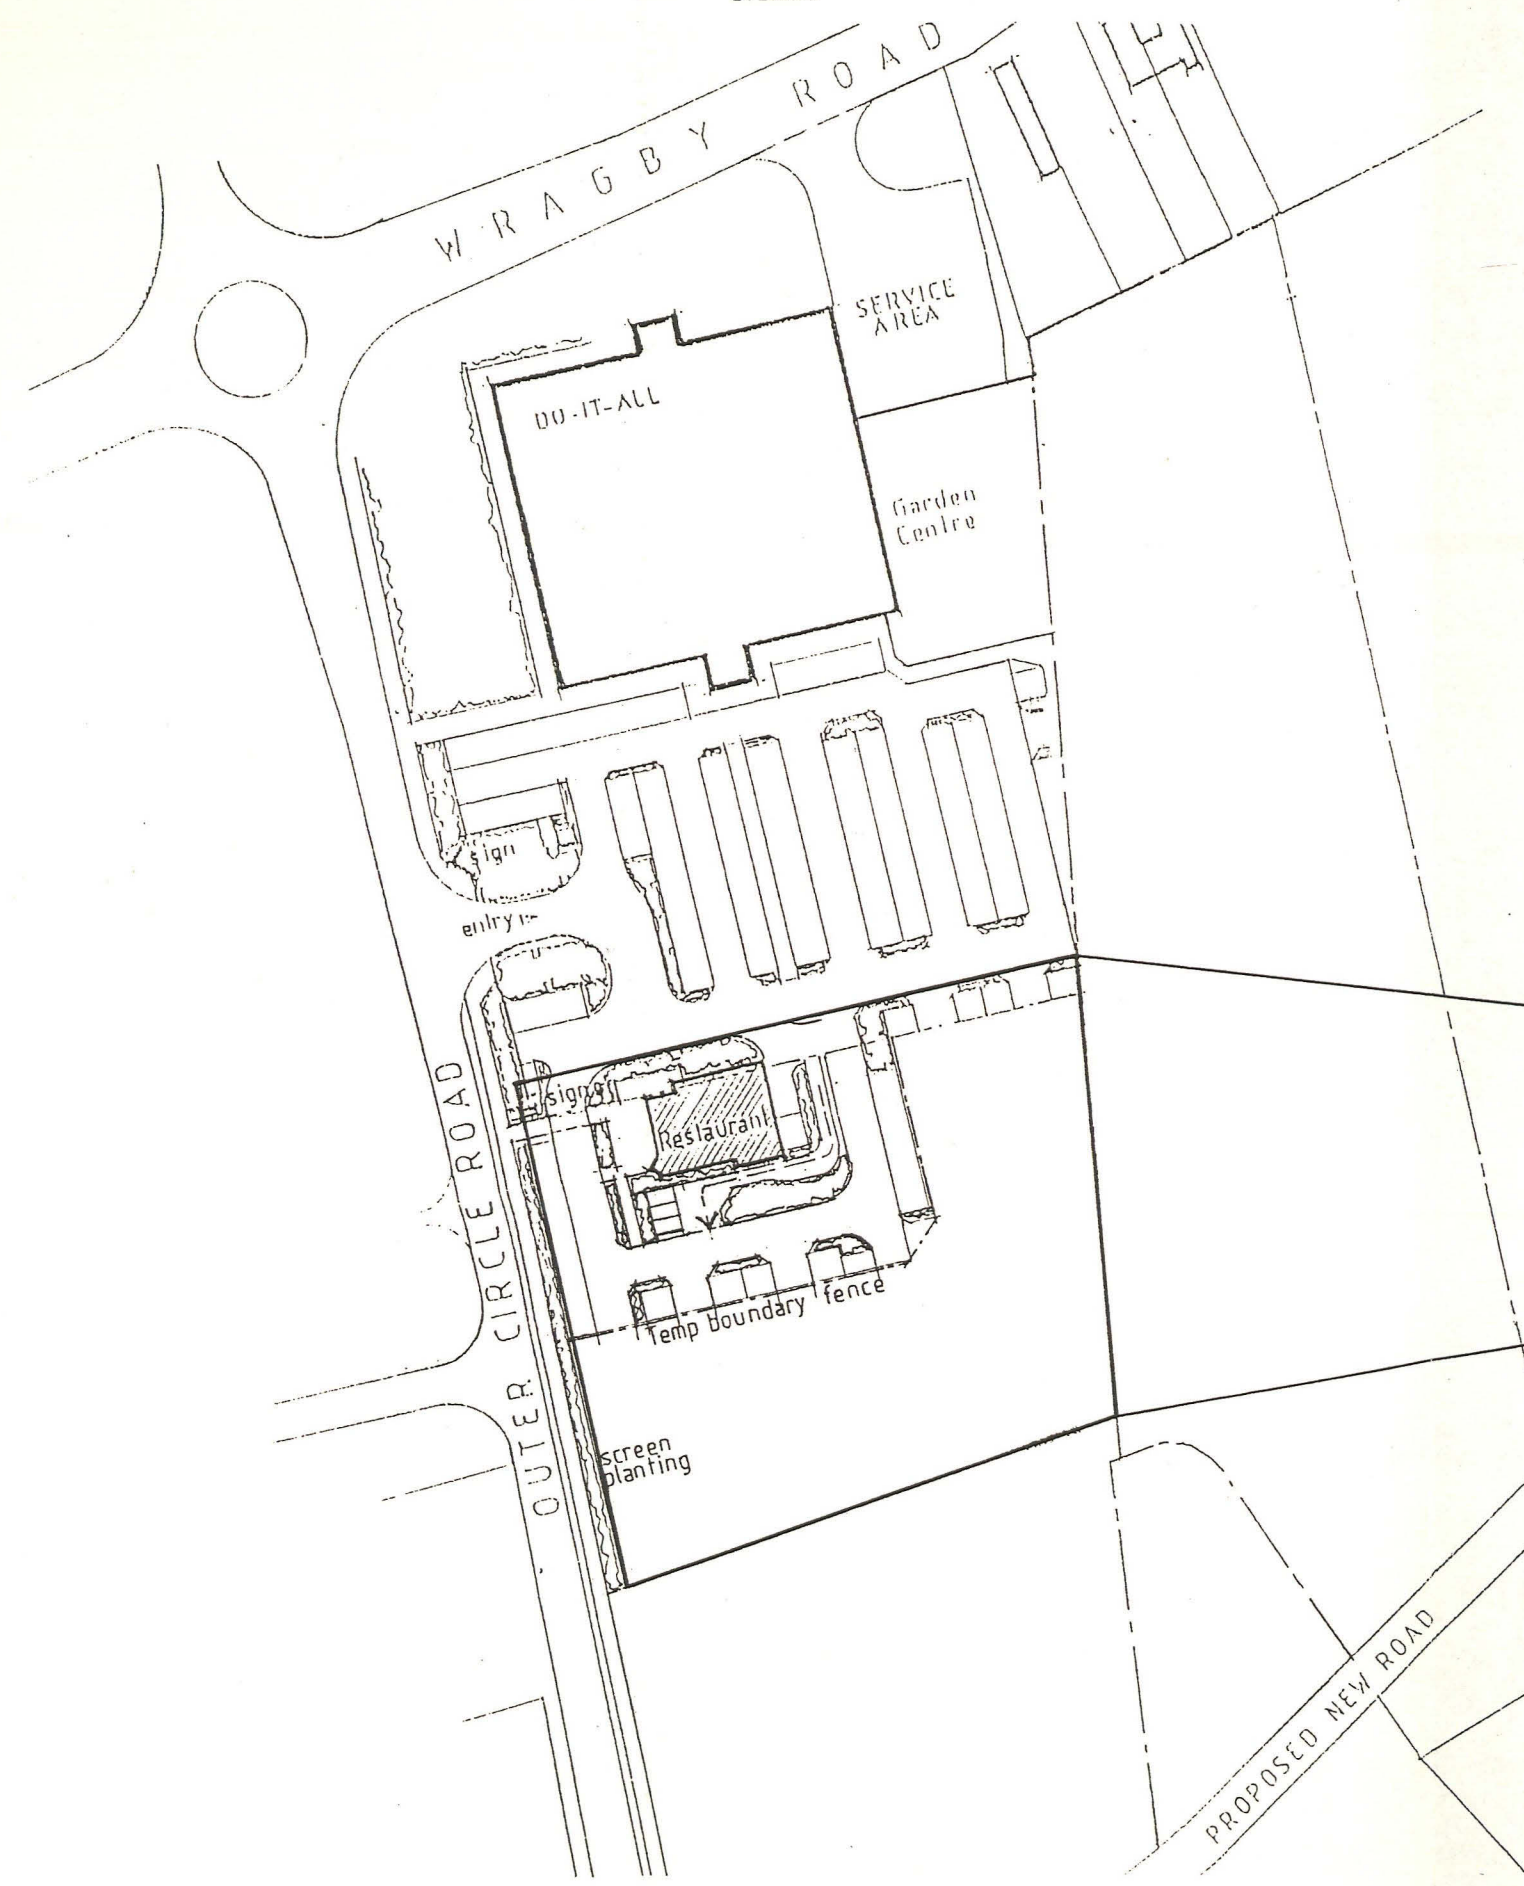 WRAGBY ROAD
SERVICE
AREA
DO-IT-ALL
Garden
Centre
sign
entry
sign
Restaurant
OUTER CIRCLE ROAD
Temp boundary fence
screen
planting
PROPOSED NEW ROAD